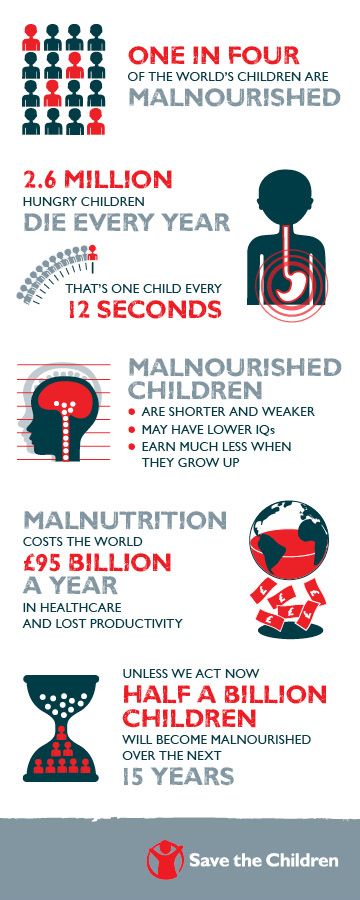 ONE IN FOUR
OF THE WORLD'S CHILDREN ARE
MALNOURISHED
2.6 MILLION
HUNGRY CHILDREN
DIE EVERY YEAR
THAT'S ONE CHILD EVERY
12 SECONDS
MALNOURISHED
CHILDREN
• ARE SHORTER AND WEAKER
• MAY HAVE LOWER IQs
• EARN MUCH LESS WHEN
THEY GROW UP
MALNUTRITION
COSTS THE WORLD
£95 BILLION
A YEAR
IN HEALTHCARE
AND LOST PRODUCTIVITY
£
£
£
£
£
UNLESS WE ACT NOW
HALF A BILLION
CHILDREN
WILL BECOME MALNOURISHED
OVER THE NEXT
15 YEARS
Save the Children